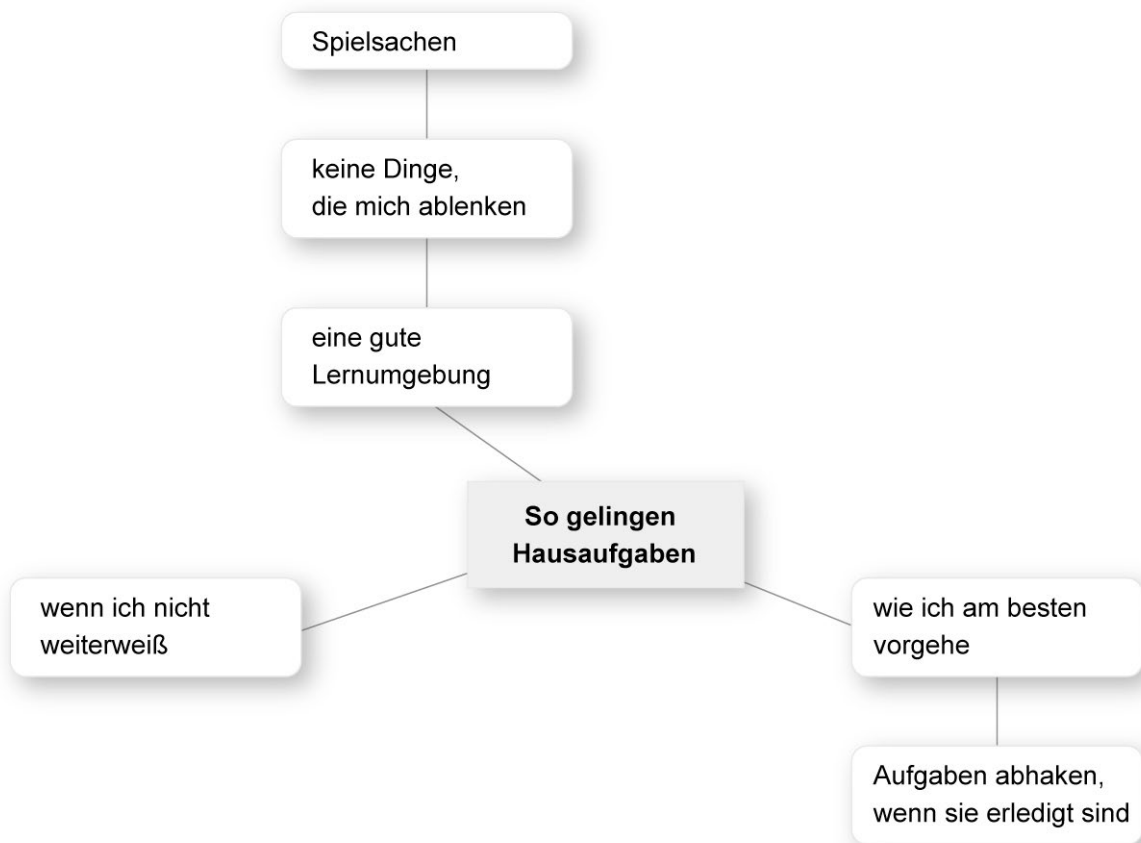 Spielsachen
keine Dinge,
die mich ablenken
eine gute
Lernumgebung
So gelingen
Hausaufgaben
wenn ich nicht
weiterweiß
wie ich am besten
vorgehe
Aufgaben abhaken,
wenn sie erledigt sind